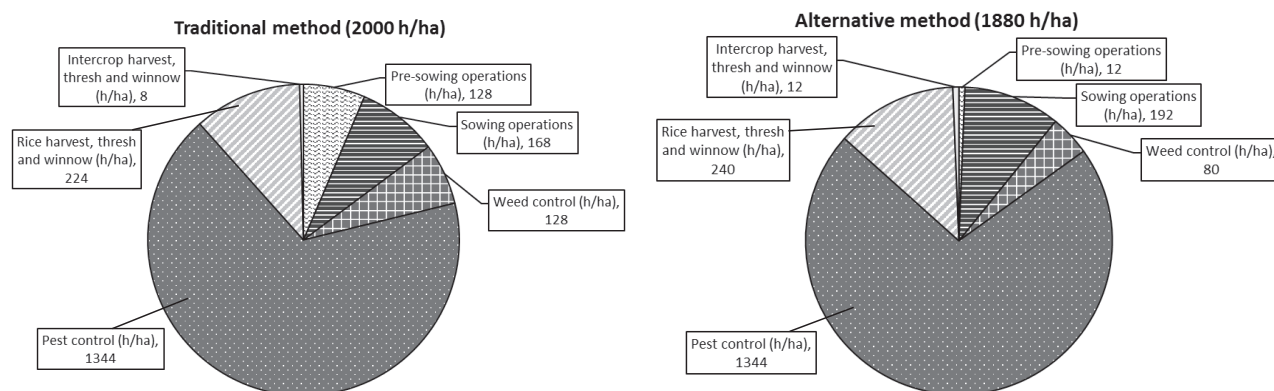 Traditional method (2000 h/ha)
Intercrop harvest,
thresh and winnow
(h/ha), 8
Pre-sowing operations
(h/ha), 128
Sowing operations
(h/ha), 168
Rice harvest, thresh
and winnow (h/ha),
224
Weed control (h/ha),
128
Pest control (h/ha),
1344
Alternative method (1880 h/ha)
Intercrop harvest,
thresh and winnow
(h/ha), 12
Pre-sowing operations
(h/ha), 12
Sowing operations
(h/ha), 192
Rice harvest, thresh
and winnow (h/ha),
240
Weed control (h/ha),
80
Pest control (h/ha),
1344